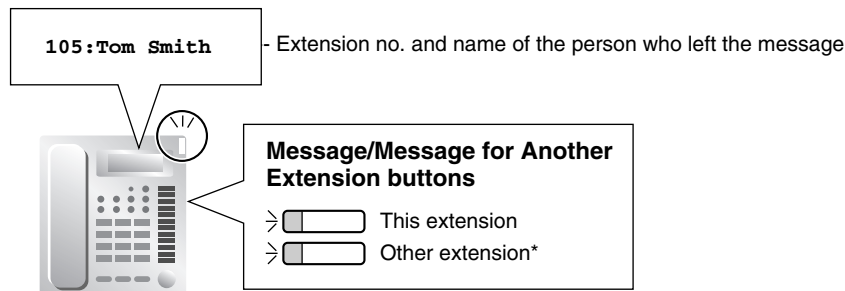 105:Tom Smith
- Extension no. and name of the person who left the message
Message/Message for Another
Extension buttons
This extension
Other extension*